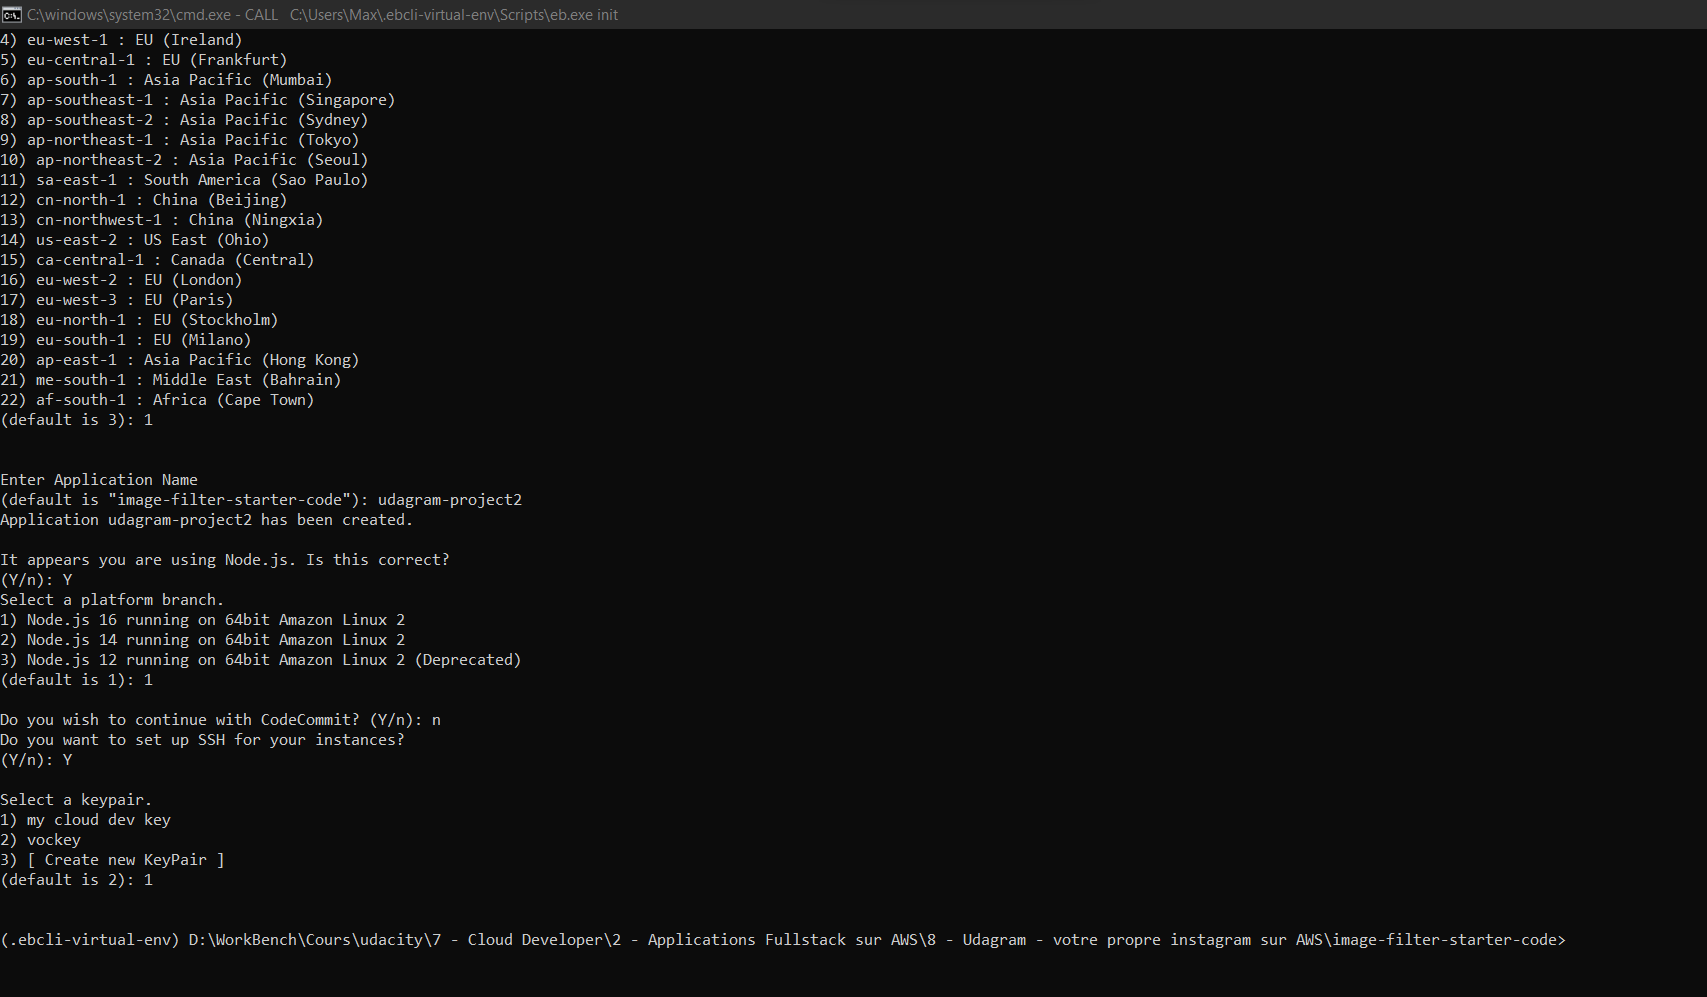 C:\windows\system32\cmd.exe - CALL C:\Users\Max\.ebcli-virtual-env\Scripts\eb.exe init
4) eu-west-1 : EU (Ireland)
5) eu-central-1 : EU (Frankfurt)
6) ap-south-1 : Asia Pacific (Mumbai)
7) ap-southeast-1 : Asia Pacific (Singapore)
8) ap-southeast-2 : Asia Pacific (Sydney)
9) ap-northeast-1 : Asia Pacific (Tokyo)
10) ap-northeast-2 : Asia Pacific (Seoul)
11) sa-east-1 : South America (Sao Paulo)
12) cn-north-1 : China (Beijing)
13) cn-northwest-1 : China (Ningxia)
14) us-east-2 : US East (Ohio)
15) ca-central-1 : Canada (Central)
16) eu-west-2 : EU (London)
17) eu-west-3 : EU (Paris)
18) eu-north-1 : EU (Stockholm)
19) eu-south-1 : EU (Milano)
20) ap-east-1 : Asia Pacific (Hong Kong)
21) me-south-1 : Middle East (Bahrain)
22) af-south-1 : Africa (Cape Town)
(default is 3): 1
Enter Application Name
(default is "image-filter-starter-code"): udagram-project2
Application udagram-project2 has been created.
It appears you are using Node.js. Is this correct?
(Y/n): Y
Select a platform branch.
1) Node.js 16 running on 64bit Amazon Linux 2
2) Node.js 14 running on 64bit Amazon Linux 2
3) Node.js 12 running on 64bit Amazon Linux 2 (Deprecated)
(default is 1): 1
Do you wish to continue with CodeCommit? (Y/n): n
Do you want to set up SSH for your instances?
(Y/n): Y
Select a keypair.
1) my cloud dev key
2) vockey
3) [ Create new KeyPair ]
(default is 2): 1
(.ebcli-virtual-env) D:\WorkBench\Cours\udacity\7 - Cloud Developer\2 - Applications Fullstack sur AWS\8 - Udagram - votre propre instagram sur AWS\image-filter-starter-code>